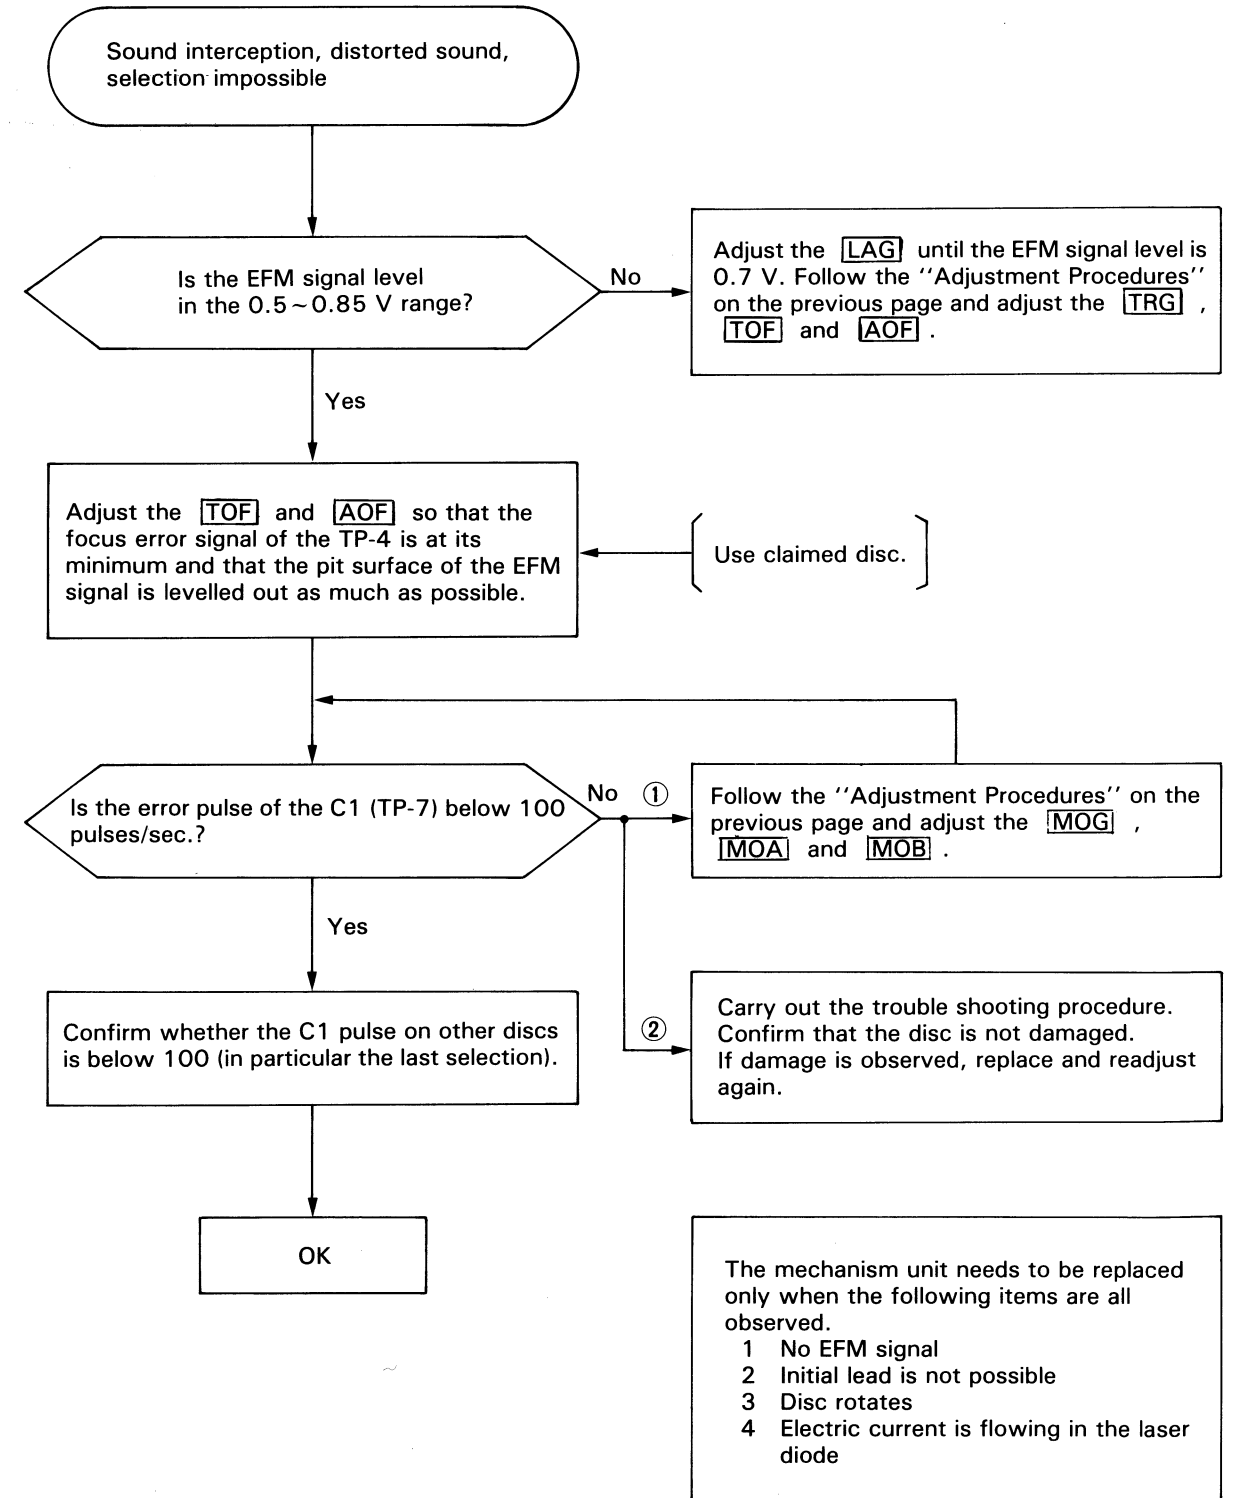 Sound interception, distorted sound,
selection impossible
Is the EFM signal level
in the 0.5~0.85 V range?
No
Adjust the LAG until the EFM signal level is
0.7 V. Follow the ''Adjustment Procedures''
on the previous page and adjust the TRG ,
TOF and AOF .
Yes
Adjust the TOF and AOF so that the
focus error signal of the TP-4 is at its
minimum and that the pit surface of the EFM
signal is levelled out as much as possible.
Use claimed disc.
Is the error pulse of the C1 (TP-7) below 100
pulses/sec.?
No ①
Follow the ''Adjustment Procedures'' on the
previous page and adjust the MOG ,
MOA and MOB .
Yes
②
Carry out the trouble shooting procedure.
Confirm that the disc is not damaged.
If damage is observed, replace and readjust
again.
Confirm whether the C1 pulse on other discs
is below 100 (in particular the last selection).
OK
The mechanism unit needs to be replaced
only when the following items are all
observed.
1 No EFM signal
2 Initial lead is not possible
3 Disc rotates
4 Electric current is flowing in the laser
diode